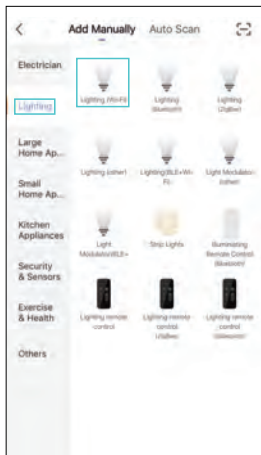 Add Manually Auto Scan
Electrician
Lighting
Large
Home Ap...
Small
Home Ap...
Kitchen
Appliances
Security
& Sensors
Exercise
& Health
Others
Lighting (Wi-Fi)
Lighting
(Bluetooth)
Lighting
(ZigBee)
Lighting (other)
Lighting(BLE+Wi-
Fi)
Light Modulator
(other)
Light
Modulator(BLE+
Strip Lights
Illuminating
Remote Control
(Bluetooth)
Lighting remote
control
Lighting remote
control
(ZigBee)
Lighting remote
control